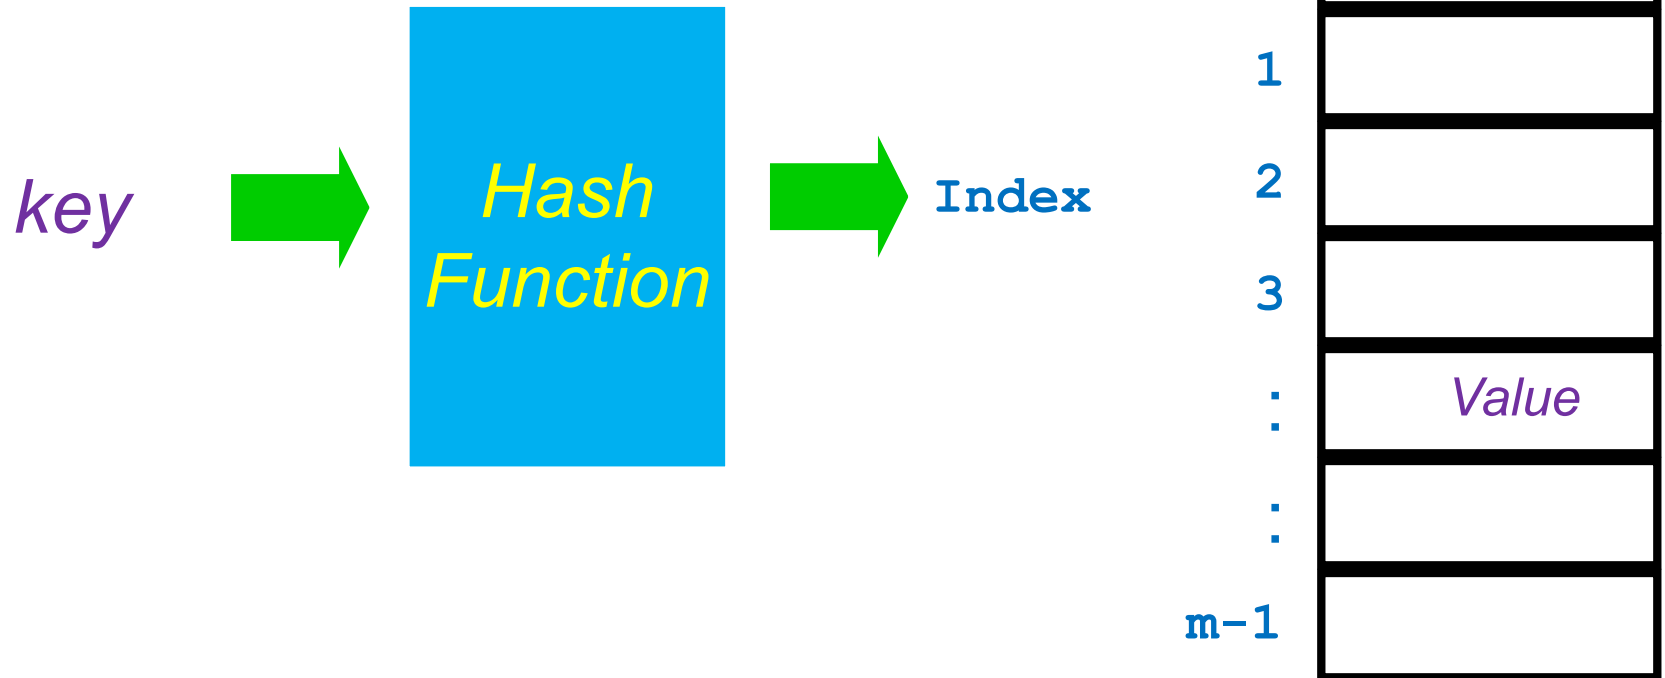 key
Hash
Function
Index
1
2
3
:
Value
:
m-1